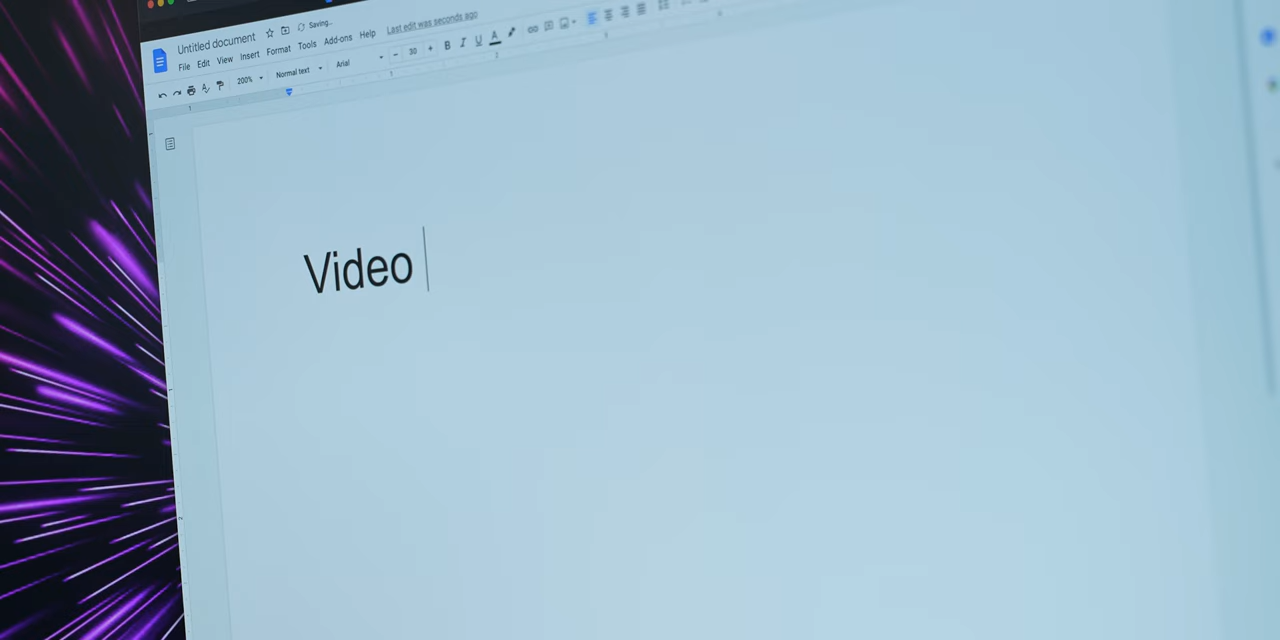 Untitled document Saving...
File Edit View Insert Format Tools Add-ons Help Last edit was seconds ago
200% Normal text Arial 30 B I U A
Video